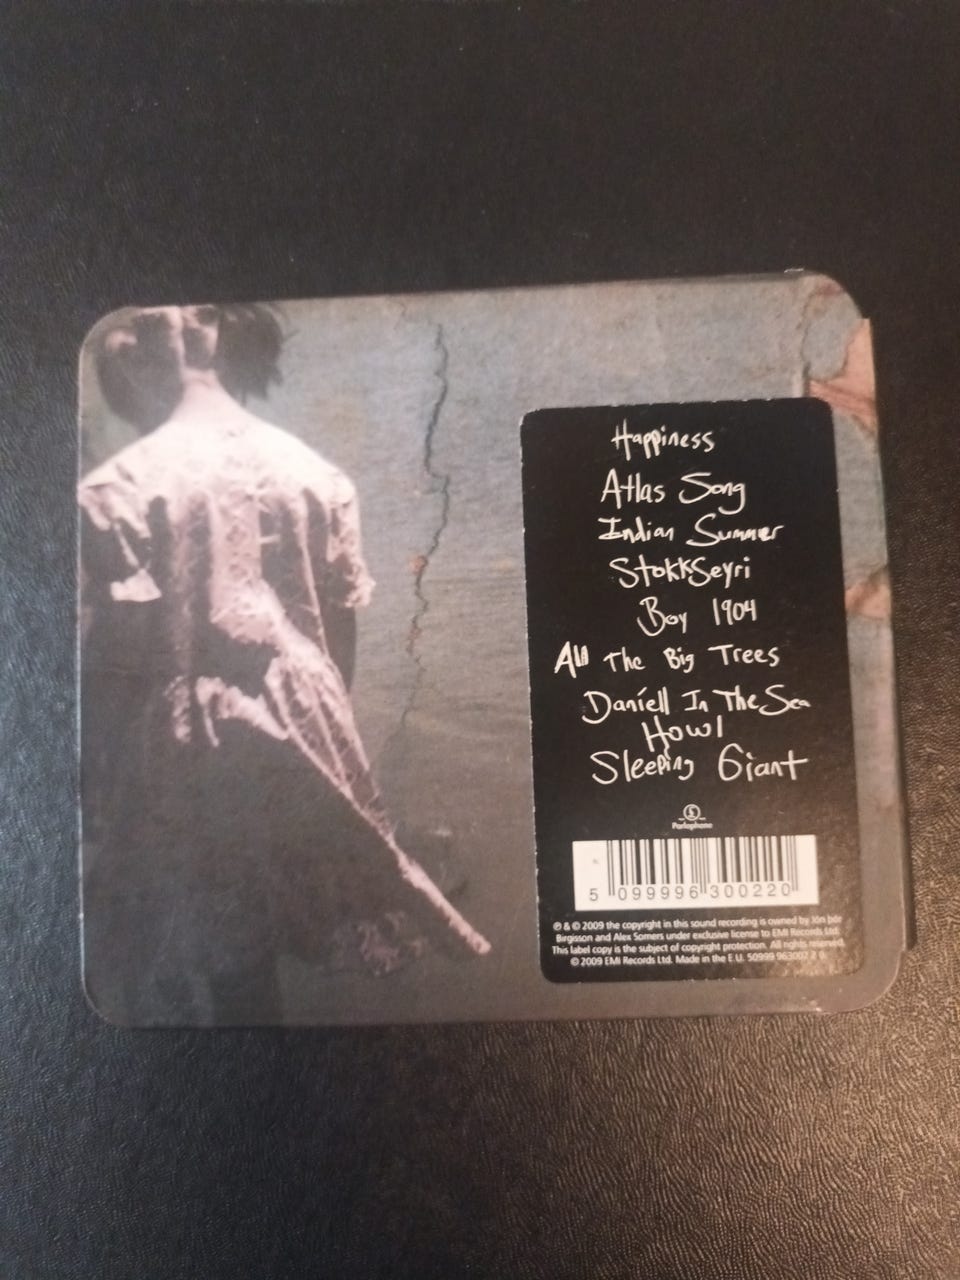 Happiness
Atlas Song
Indian Summer
StokkSeyri
Boy 1904
All The Big Trees
Daníell In The Sea
Howl
Sleeping Giant
Parlophone
5 099996 300220
℗ & © 2009 the copyright in this sound recording is owned by Jón þór
Birgisson and Alex Somers under exclusive license to EMI Records Ltd.
This label copy is the subject of copyright protection. All rights reserved.
© 2009 EMI Records Ltd. Made in the E.U. 50999 963002 2 0